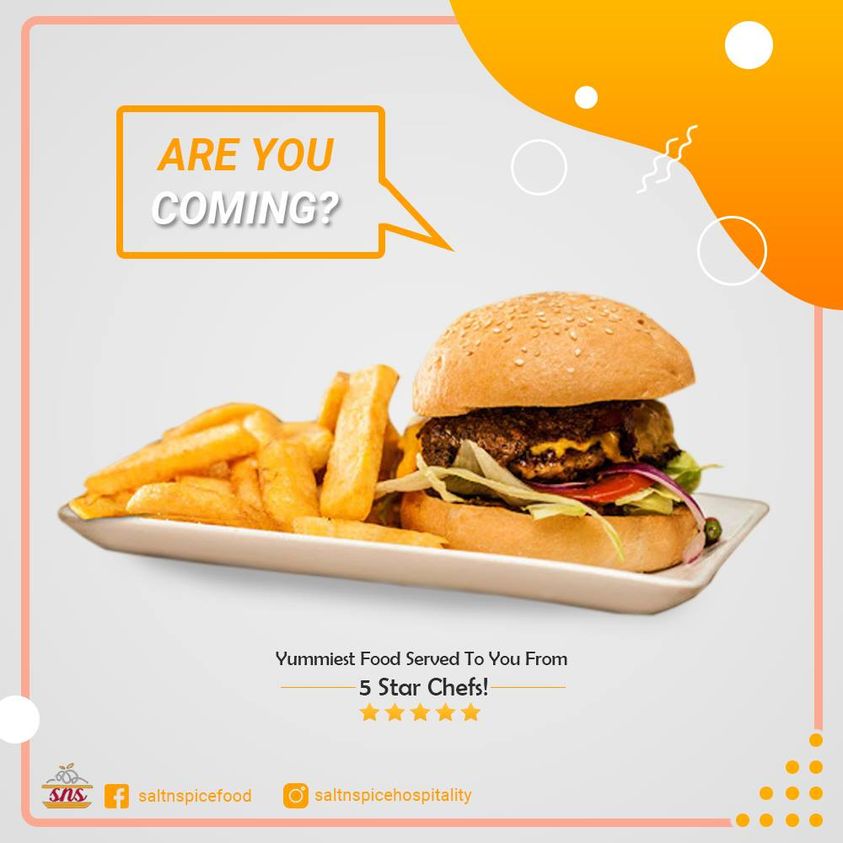 ARE YOU
COMING?
Yummiest Food Served To You From
5 Star Chefs!
sns
saltnspicefood
saltnspicehospitality